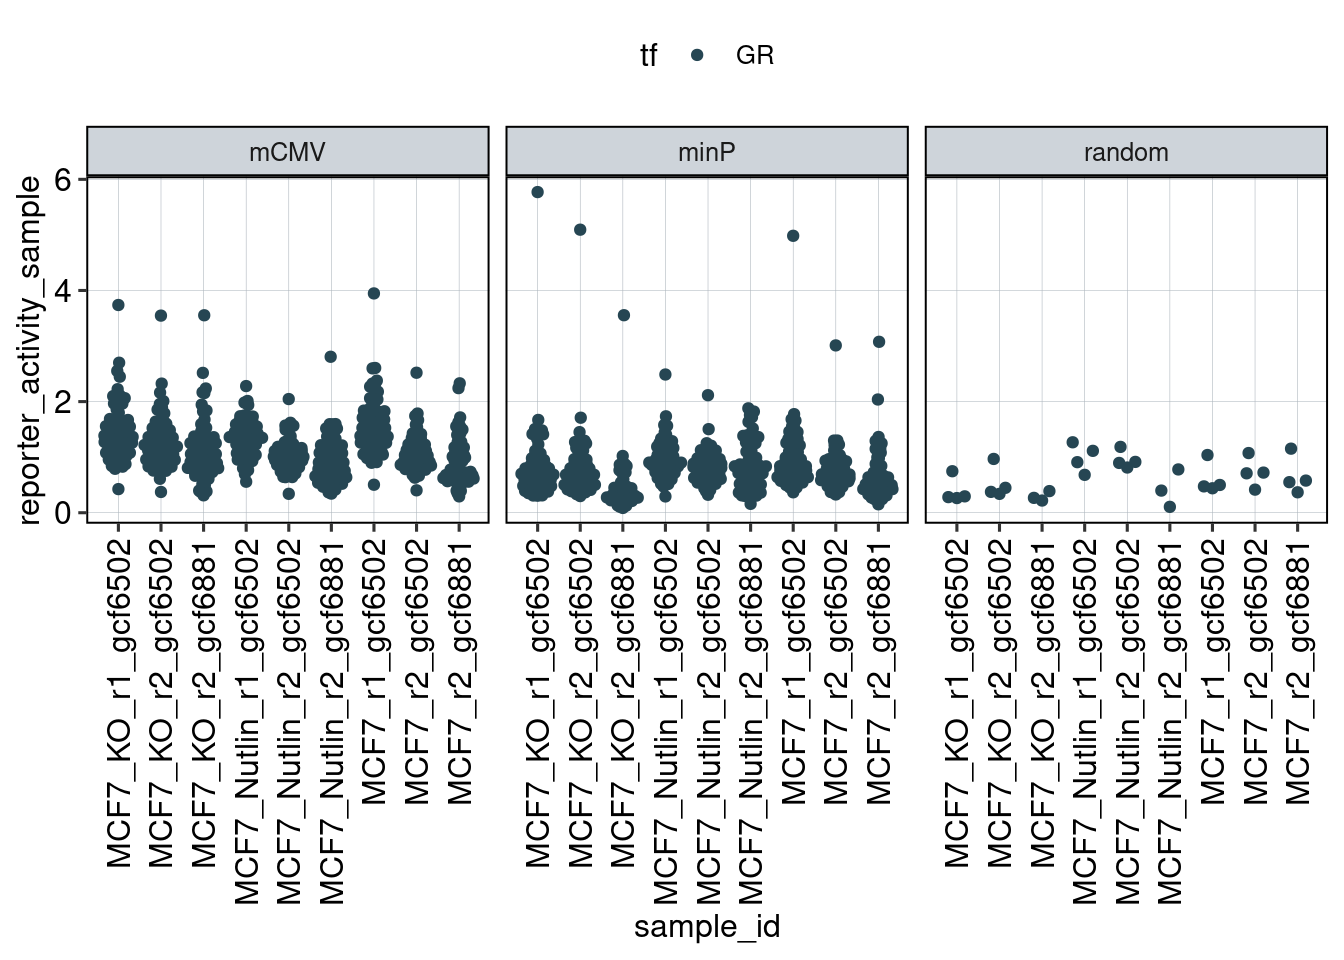 tf GR
mCMV minP random
reporter_activity_sample
6
4
2
0
MCF7_KO_r1_gcf6502
MCF7_KO_r2_gcf6502
MCF7_KO_r2_gcf6881
MCF7_Nutlin_r1_gcf6502
MCF7_Nutlin_r2_gcf6502
MCF7_Nutlin_r2_gcf6881
MCF7_r1_gcf6502
MCF7_r2_gcf6502
MCF7_r2_gcf6881
MCF7_KO_r1_gcf6502
MCF7_KO_r2_gcf6502
MCF7_KO_r2_gcf6881
MCF7_Nutlin_r1_gcf6502
MCF7_Nutlin_r2_gcf6502
MCF7_Nutlin_r2_gcf6881
MCF7_r1_gcf6502
MCF7_r2_gcf6502
MCF7_r2_gcf6881
MCF7_KO_r1_gcf6502
MCF7_KO_r2_gcf6502
MCF7_KO_r2_gcf6881
MCF7_Nutlin_r1_gcf6502
MCF7_Nutlin_r2_gcf6502
MCF7_Nutlin_r2_gcf6881
MCF7_r1_gcf6502
MCF7_r2_gcf6502
MCF7_r2_gcf6881
sample_id